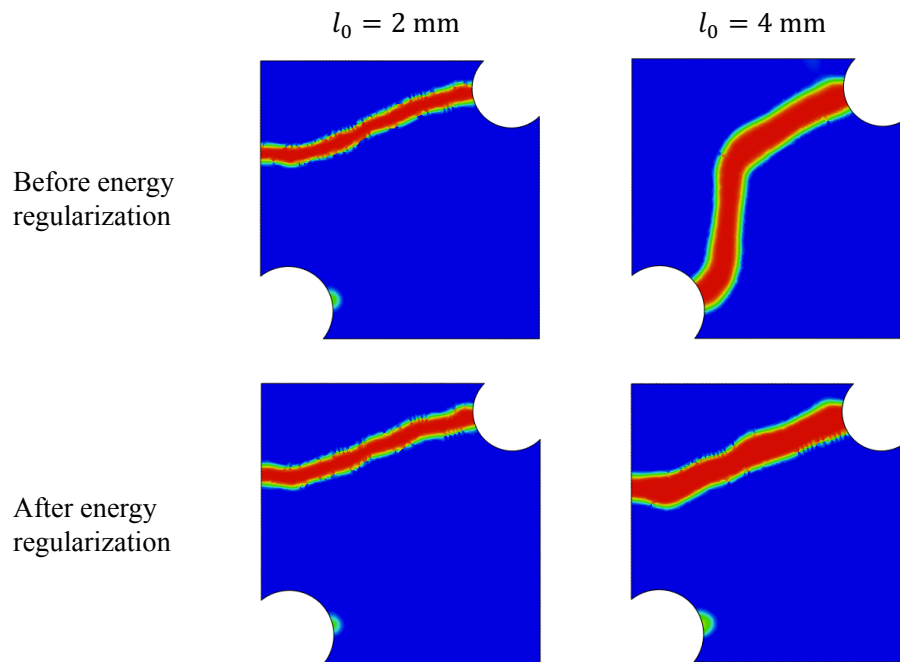 l₀ = 2 mm
l₀ = 4 mm
Before energy
regularization
After energy
regularization